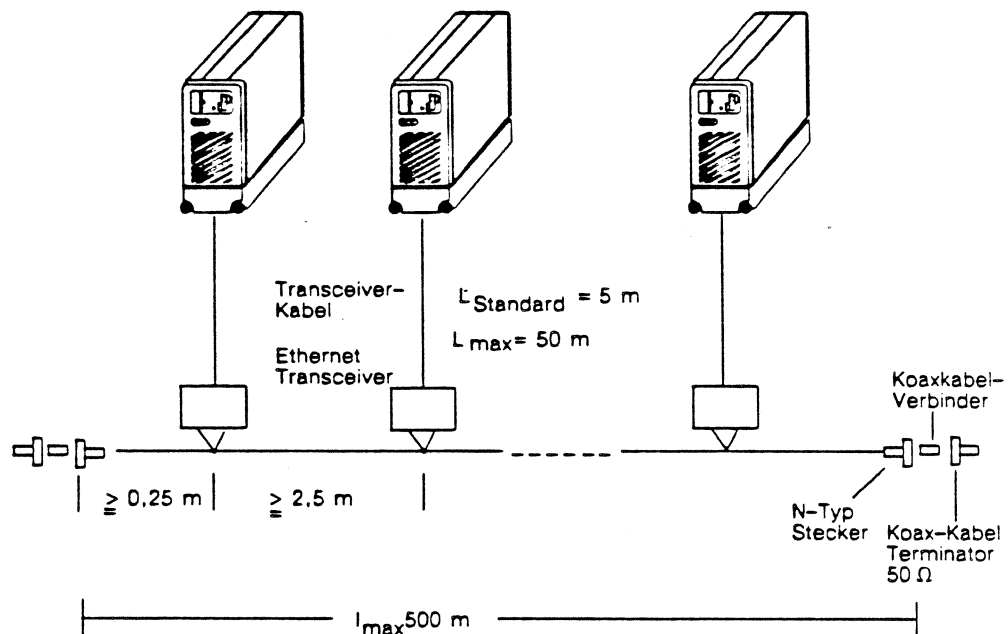 Transceiver-
Kabel
L Standard = 5 m
L max = 50 m
Ethernet
Transceiver
Koaxkabel-
Verbinder
≧ 0,25 m
≧ 2,5 m
N-Typ
Stecker
Koax-Kabel
Terminator
50 Ω
l max 500 m